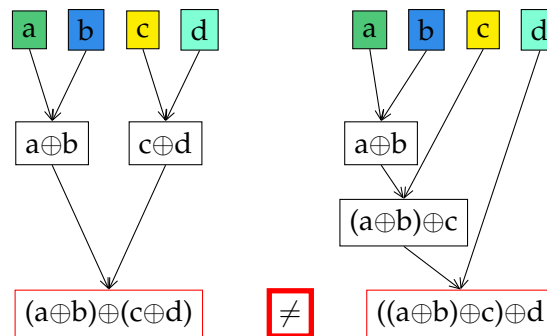 a b c d
a b c d
a⊕b c⊕d
a⊕b
(a⊕b)⊕c
(a⊕b)⊕(c⊕d) ≠ ((a⊕b)⊕c)⊕d